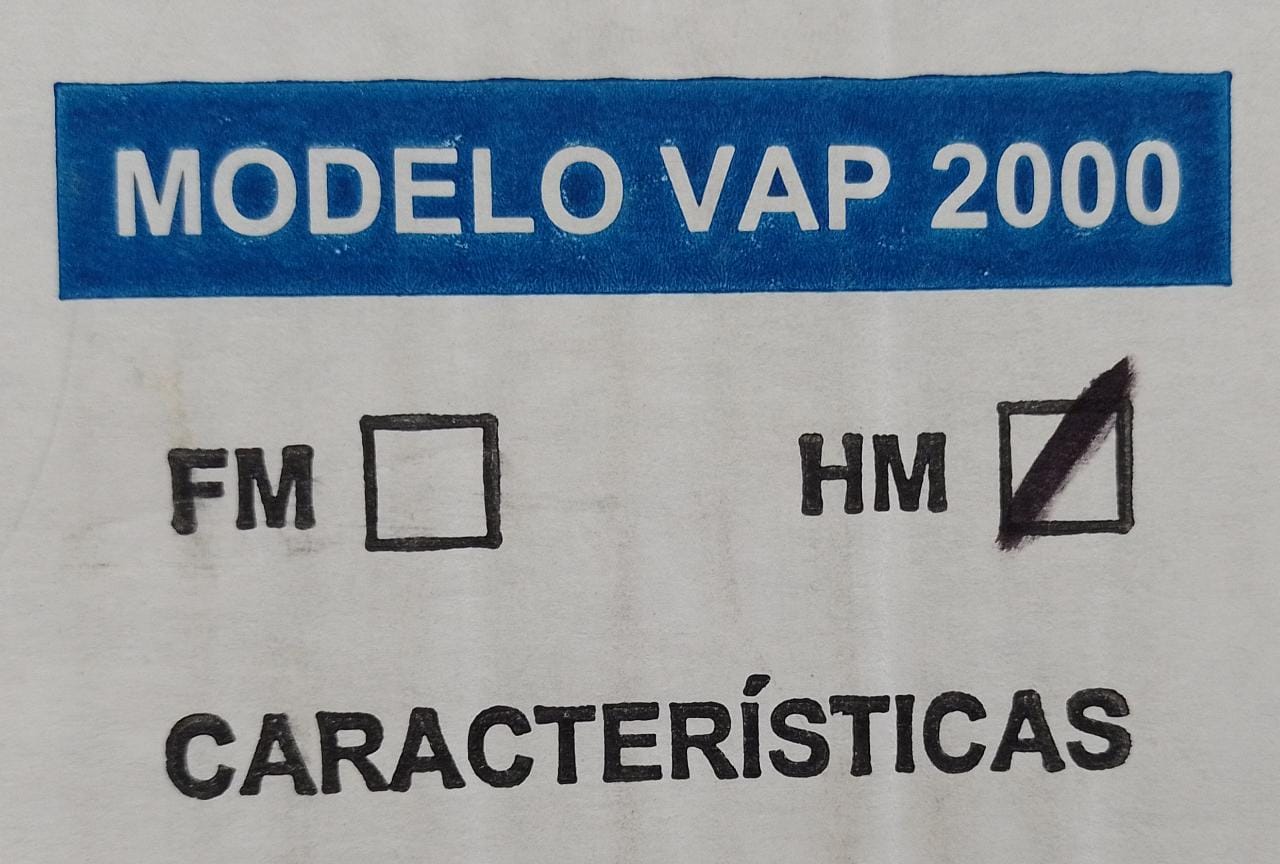 MODELO VAP 2000
FM HM
CARACTERÍSTICAS